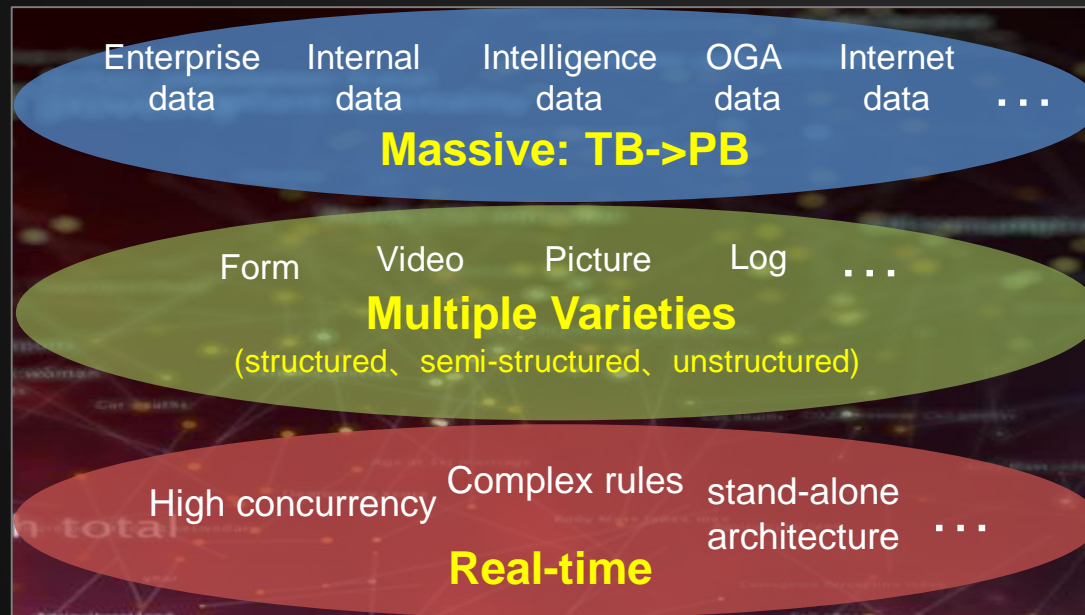 Enterprise data
Internal data
Intelligence data
OGA data
Internet data
...
Massive: TB->PB
Form
Video
Picture
Log
...
Multiple Varieties
(structured、semi-structured、unstructured)
High concurrency
Complex rules
stand-alone architecture
...
Real-time
n total